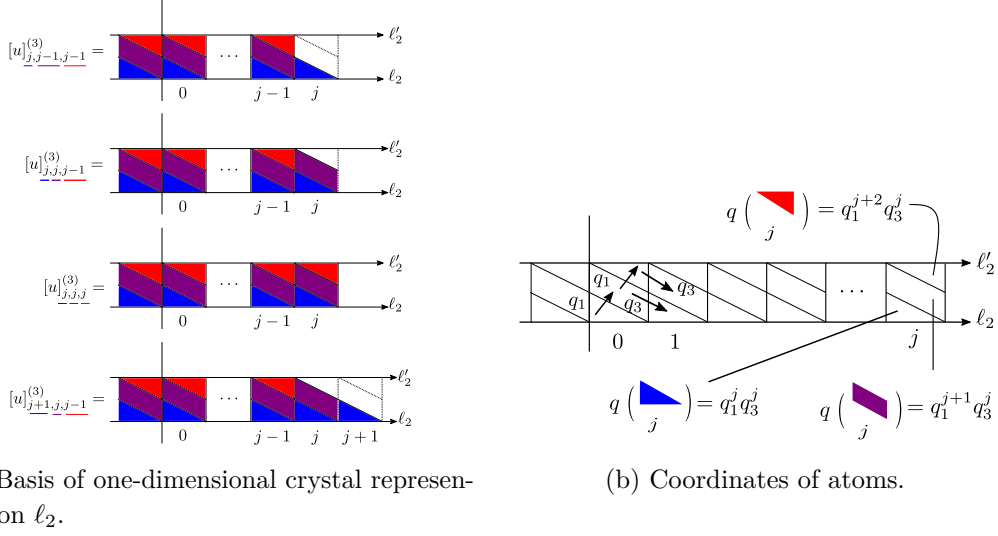 [u]^{(3)}_{j,j−1,j−1} =
ℓ′_2
···
ℓ_2
0
j − 1
j
[u]^{(3)}_{j,j,j−1} =
ℓ′_2
···
ℓ_2
0
j − 1
j
[u]^{(3)}_{j,j,j} =
ℓ′_2
···
ℓ_2
0
j − 1
j
[u]^{(3)}_{j+1,j,j−1} =
ℓ′_2
···
ℓ_2
0
j − 1
j
j + 1
Basis of one-dimensional crystal represen-
on ℓ_2.
q ( j ) = q_1^{j+2} q_3^j
ℓ′_2
q_1
q_3
q_1
q_3
···
ℓ_2
0
1
j
q ( j ) = q_1^j q_3^j
q ( j ) = q_1^{j+1} q_3^j
(b) Coordinates of atoms.